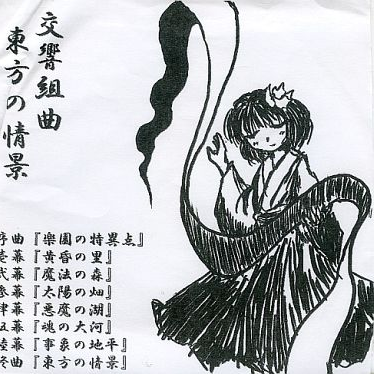 交響組曲
東方の情景
序曲『楽園の特異点』
壱幕『黄昏の里』
弐幕『魔法の森』
参幕『太陽の畑』
肆幕『悪魔の湖』
伍幕『魂の大河』
陸幕『事象の地平』
終曲『東方の情景』